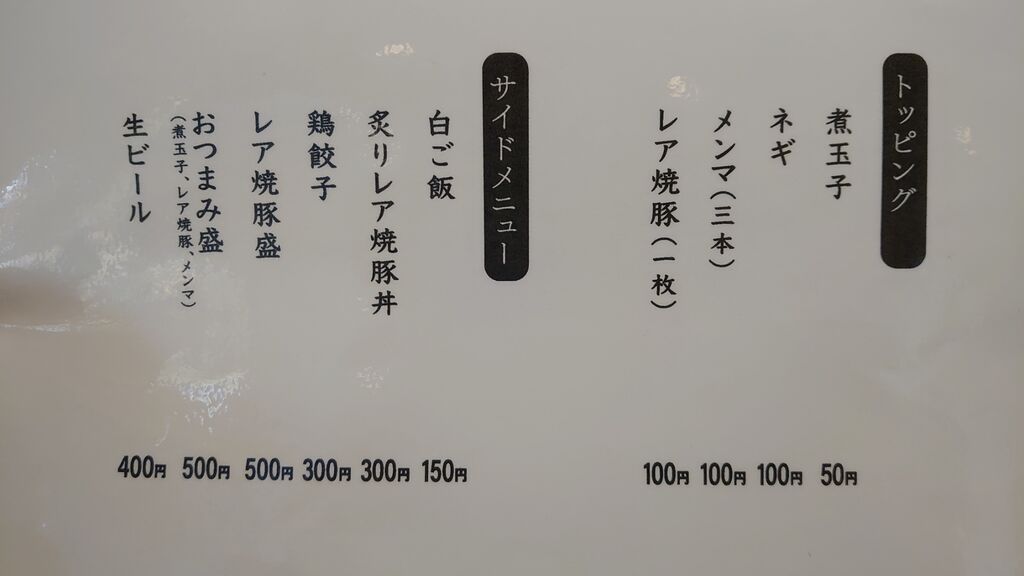 トッピング
煮玉子 50円
ネギ 100円
メンマ(三本) 100円
レア焼豚(一枚) 100円
サイドメニュー
白ご飯 150円
炙りレア焼豚丼 300円
鶏餃子 300円
レア焼豚盛 500円
おつまみ盛 500円
(煮玉子、レア焼豚、メンマ)
生ビール 400円